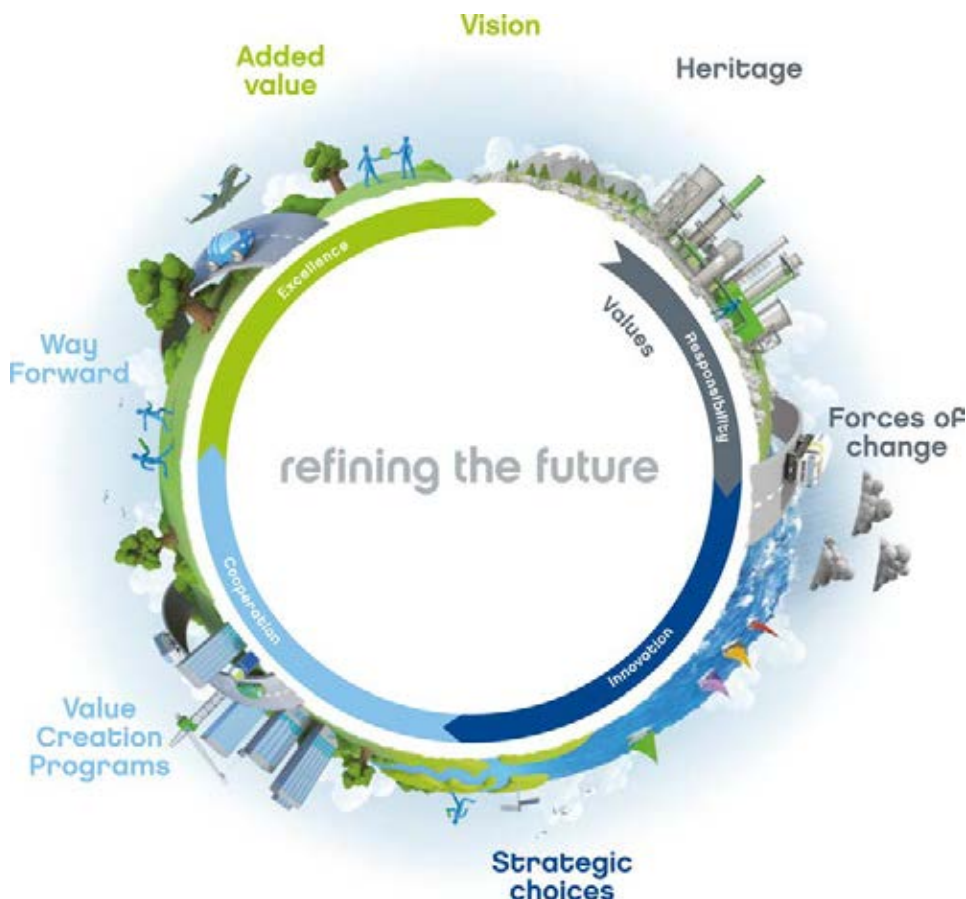 Vision
Added
value
Heritage
Excellence
Values
Responsibility
Way
Forward
Forces of
change
refining the future
Cooperation
Innovation
Value
Creation
Programs
Strategic
choices